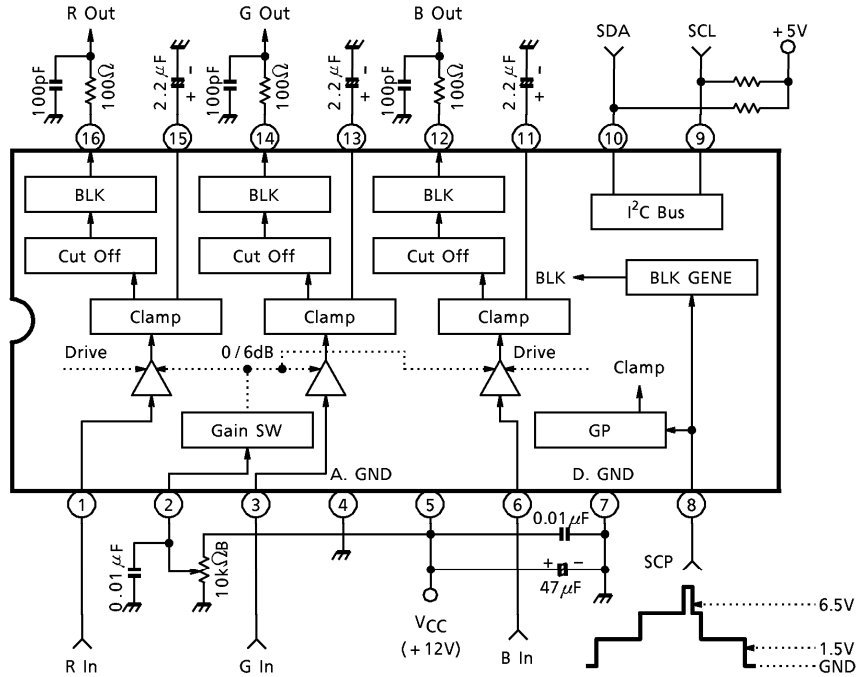 R Out
G Out
B Out
SDA
SCL
+5V
100pF
100Ω
2.2μF
-
+
100pF
100Ω
2.2μF
-
+
100pF
100Ω
2.2μF
-
+
16
15
14
13
12
11
10
9
BLK
BLK
BLK
I²C Bus
Cut Off
Cut Off
Cut Off
BLK
BLK GENE
Clamp
Clamp
Clamp
Drive
0/6dB
Drive
Clamp
Gain SW
GP
A. GND
D. GND
1
2
3
4
5
6
7
8
0.01μF
10kΩB
0.01μF
+
-
47μF
SCP
VCC
(+12V)
6.5V
1.5V
GND
R In
G In
B In